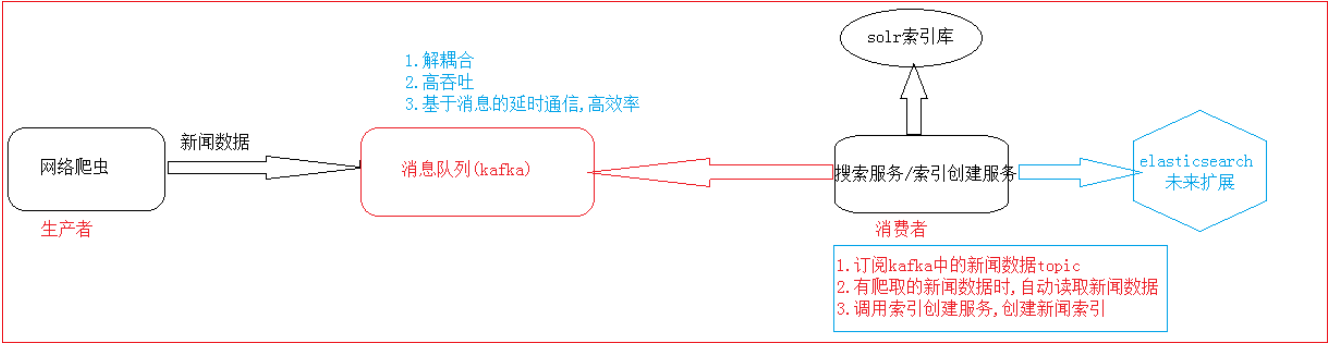 solr索引库
1.解耦合
2.高吞吐
3.基于消息的延时通信,高效率
网络爬虫
新闻数据
消息队列(kafka)
搜索服务/索引创建服务
elasticsearch
未来扩展
生产者
消费者
1.订阅kafka中的新闻数据topic
2.有爬取的新闻数据时,自动读取新闻数据
3.调用索引创建服务,创建新闻索引